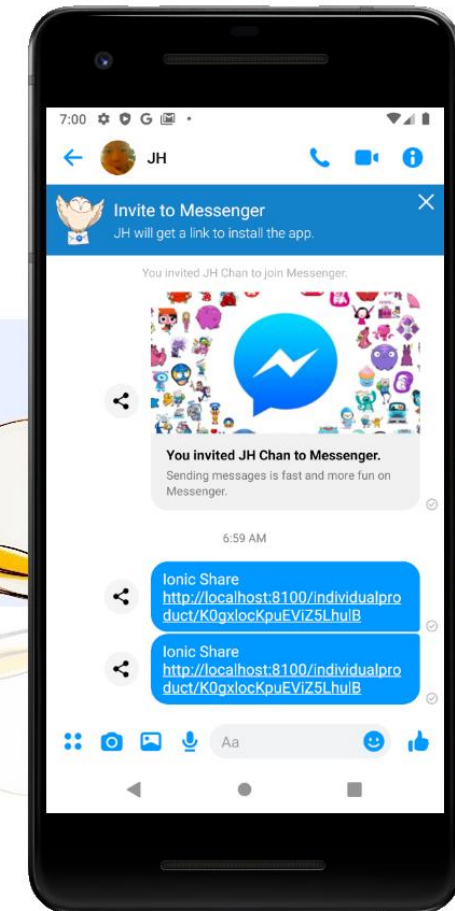 7:00 G
JH
Invite to Messenger
JH will get a link to install the app.
You invited JH Chan to join Messenger.
You invited JH Chan to Messenger.
Sending messages is fast and more fun on
Messenger.
6:59 AM
Ionic Share
http://localhost:8100/individualpro
duct/K0gxlocKpuEViZ5LhulB
Ionic Share
http://localhost:8100/individualpro
duct/K0gxlocKpuEViZ5LhulB
Aa